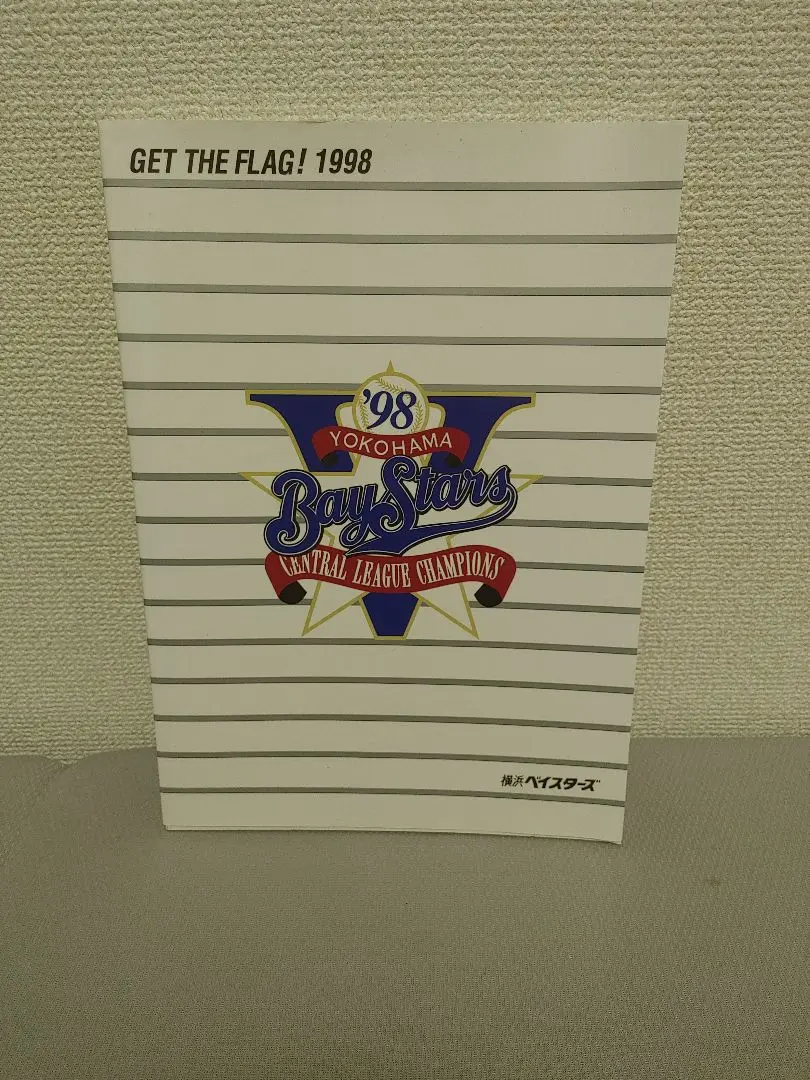 GET THE FLAG! 1998
'98
YOKOHAMA
BayStars
CENTRAL LEAGUE CHAMPIONS
横浜ベイスターズ